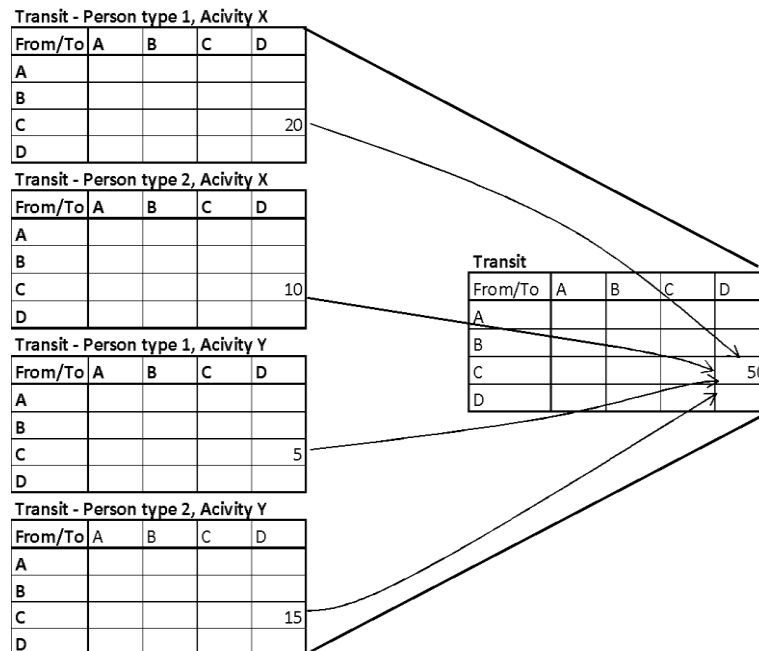 Transit - Person type 1, Acivity X
From/To A B C D
A
B
C 20
D
Transit - Person type 2, Acivity X
From/To A B C D
A
B
C 10
D
Transit - Person type 1, Acivity Y
From/To A B C D
A
B
C 5
D
Transit - Person type 2, Acivity Y
From/To A B C D
A
B
C 15
D
Transit
From/To A B C D
A
B
C 50
D